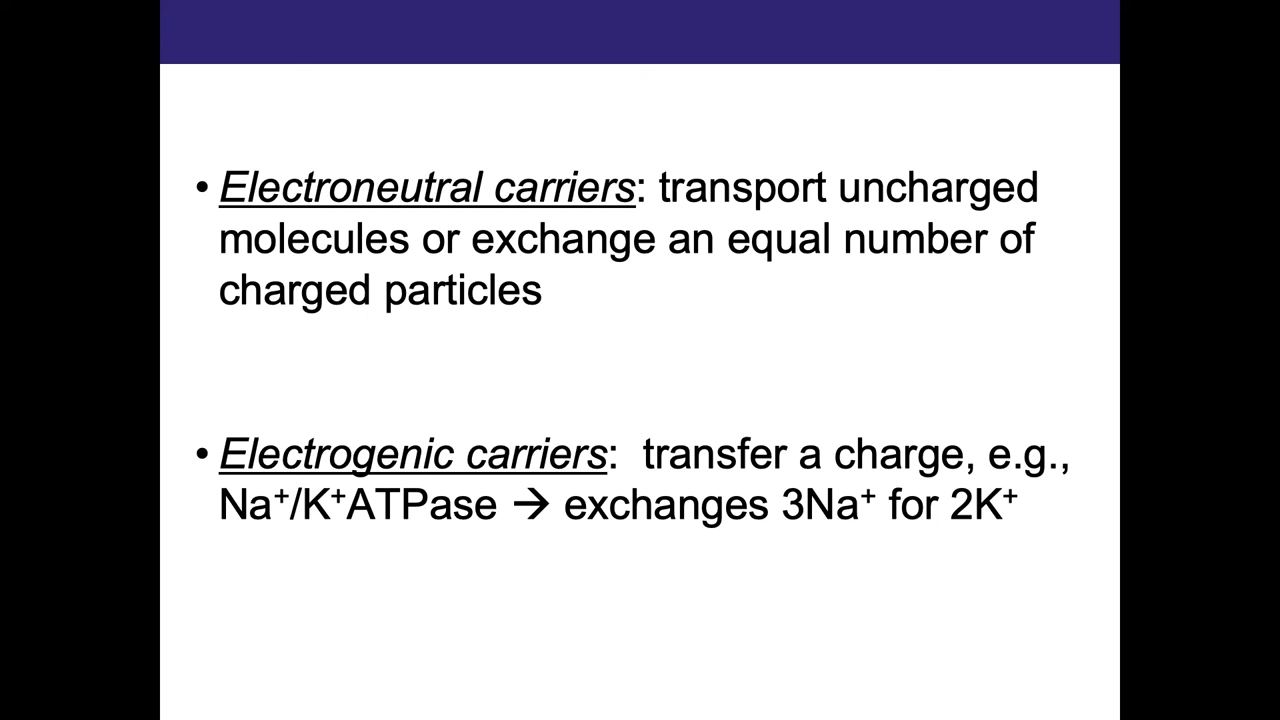 • Electroneutral carriers: transport uncharged
molecules or exchange an equal number of
charged particles
• Electrogenic carriers:  transfer a charge, e.g.,
Na⁺/K⁺ATPase → exchanges 3Na⁺ for 2K⁺